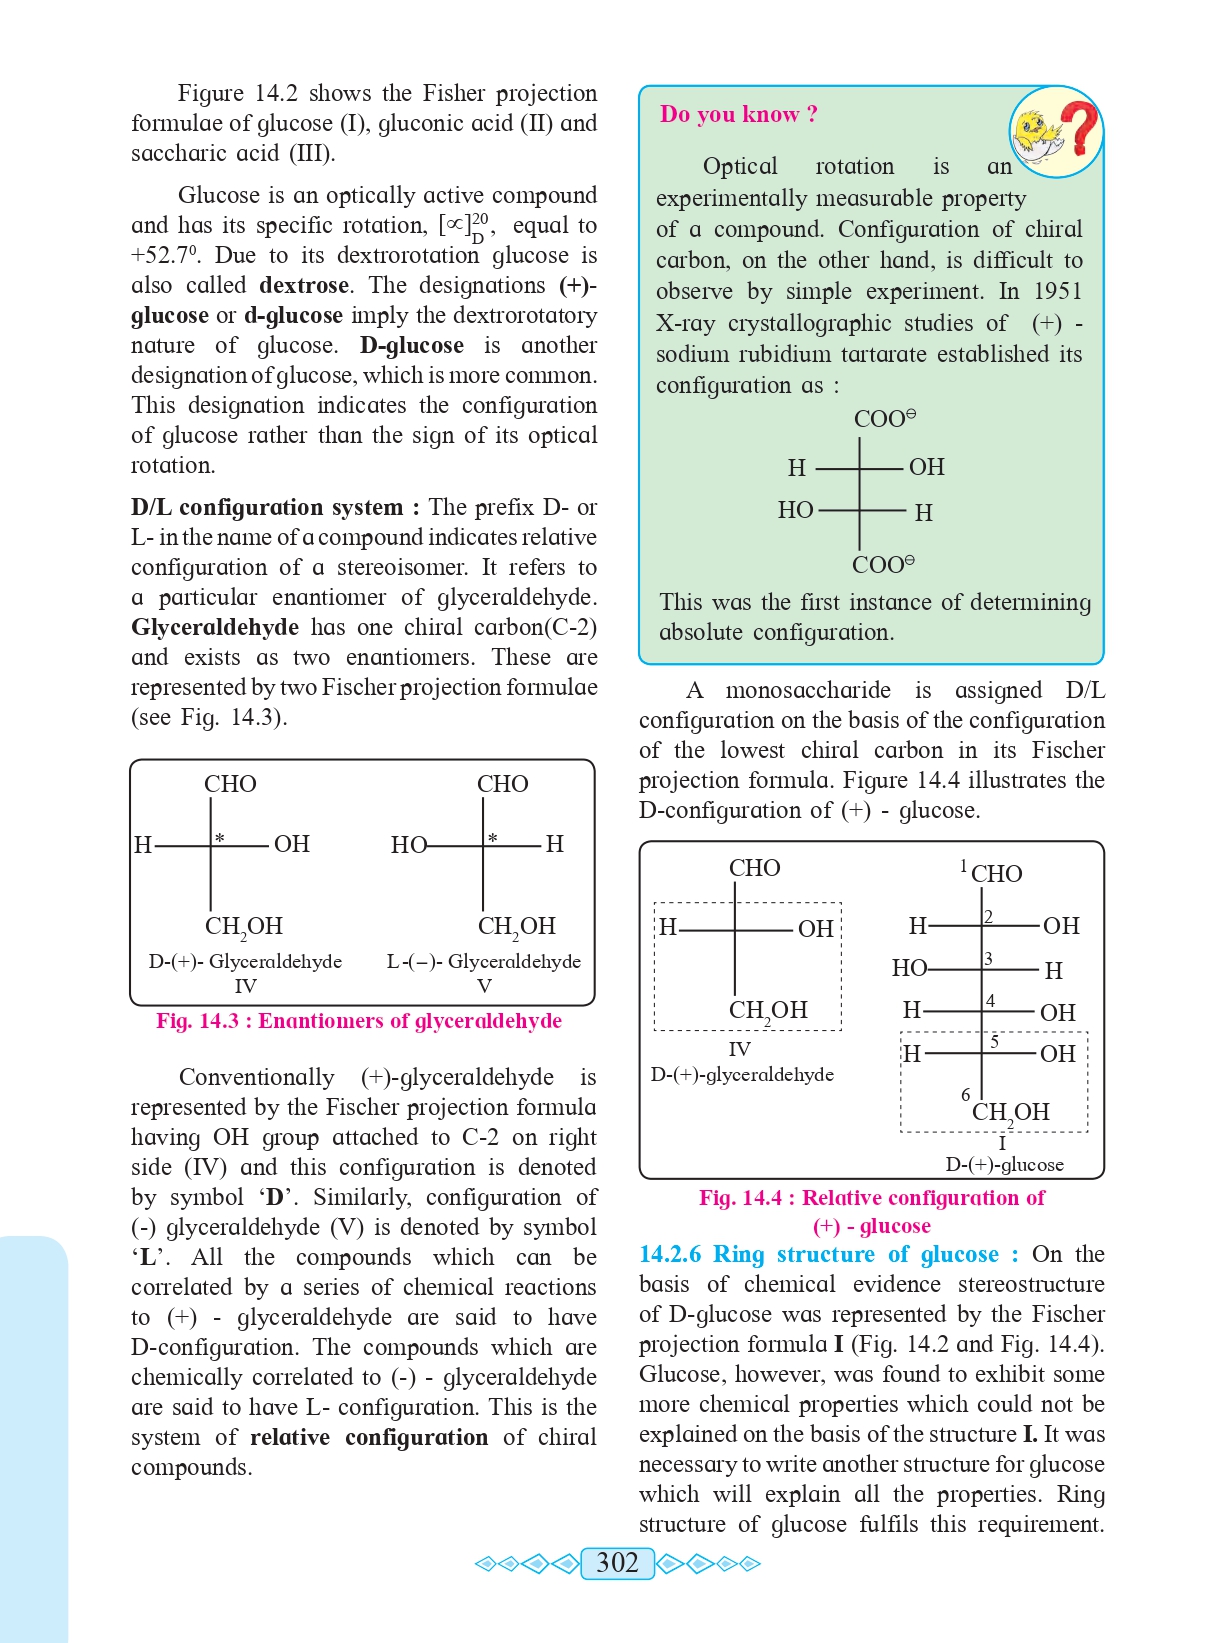 Figure 14.2 shows the Fisher projection
formulae of glucose (I), gluconic acid (II) and
saccharic acid (III).
Glucose is an optically active compound
and has its specific rotation, [∝]20D, equal to
+52.7⁰. Due to its dextrorotation glucose is
also called dextrose. The designations (+)-
glucose or d-glucose imply the dextrorotatory
nature of glucose. D-glucose is another
designation of glucose, which is more common.
This designation indicates the configuration
of glucose rather than the sign of its optical
rotation.
D/L configuration system : The prefix D- or
L- in the name of a compound indicates relative
configuration of a stereoisomer. It refers to
a particular enantiomer of glyceraldehyde.
Glyceraldehyde has one chiral carbon(C-2)
and exists as two enantiomers. These are
represented by two Fischer projection formulae
(see Fig. 14.3).
CHO CHO
H * OH HO * H
CH₂OH CH₂OH
D-(+)- Glyceraldehyde L-(−)- Glyceraldehyde
IV V
Fig. 14.3 : Enantiomers of glyceraldehyde
Conventionally (+)-glyceraldehyde is
represented by the Fischer projection formula
having OH group attached to C-2 on right
side (IV) and this configuration is denoted
by symbol ‘D’. Similarly, configuration of
(-) glyceraldehyde (V) is denoted by symbol
‘L’. All the compounds which can be
correlated by a series of chemical reactions
to (+) - glyceraldehyde are said to have
D-configuration. The compounds which are
chemically correlated to (-) - glyceraldehyde
are said to have L- configuration. This is the
system of relative configuration of chiral
compounds.
Do you know ?
?
Optical rotation is an
experimentally measurable property
of a compound. Configuration of chiral
carbon, on the other hand, is difficult to
observe by simple experiment. In 1951
X-ray crystallographic studies of (+) -
sodium rubidium tartarate established its
configuration as :
COO⊖
H OH
HO H
COO⊖
This was the first instance of determining
absolute configuration.
A monosaccharide is assigned D/L
configuration on the basis of the configuration
of the lowest chiral carbon in its Fischer
projection formula. Figure 14.4 illustrates the
D-configuration of (+) - glucose.
CHO
H OH
CH₂OH
IV
D-(+)-glyceraldehyde
1 CHO
H 2 OH
HO 3 H
H 4 OH
H 5 OH
6 CH₂OH
I
D-(+)-glucose
Fig. 14.4 : Relative configuration of
(+) - glucose
14.2.6 Ring structure of glucose : On the
basis of chemical evidence stereostructure
of D-glucose was represented by the Fischer
projection formula I (Fig. 14.2 and Fig. 14.4).
Glucose, however, was found to exhibit some
more chemical properties which could not be
explained on the basis of the structure I. It was
necessary to write another structure for glucose
which will explain all the properties. Ring
structure of glucose fulfils this requirement.
302